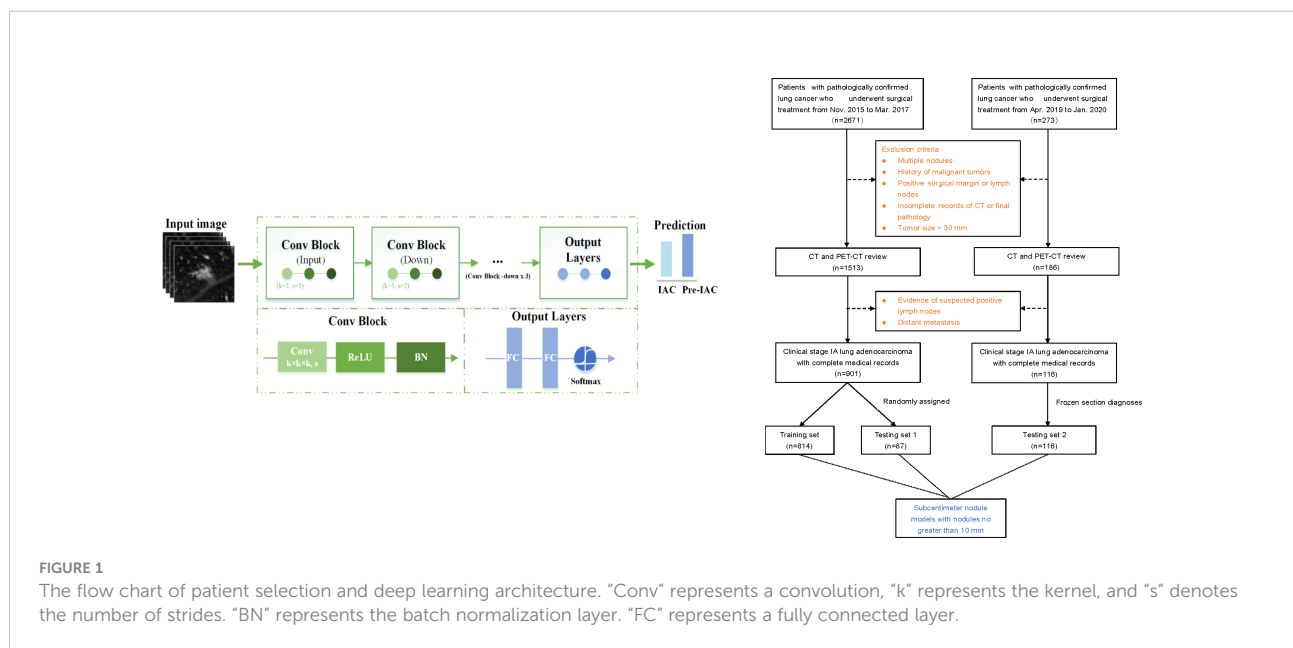 Input image
Conv Block
(Input)
(k=3, s=1)
Conv Block
(Down)
(k=3, s=2)
...
(Conv Block -down x 3)
Output
Layers
Prediction
IAC Pre-IAC
Conv Block
Conv
k×k×k, s
ReLU
BN
Output Layers
FC
FC
Softmax
Patients with pathologically confirmed
lung cancer who underwent surgical
treatment from Nov. 2015 to Mar. 2017
(n=2671)
Patients with pathologically confirmed
lung cancer who underwent surgical
treatment from Apr. 2019 to Jan. 2020
(n=273)
Exclusion criteria
● Multiple nodules
● History of malignant tumors
● Positive surgical margin or lymph
nodes
● Incomplete records of CT or final
pathology
● Tumor size > 30 mm
CT and PET-CT review
(n=1513)
CT and PET-CT review
(n=186)
● Evidence of suspected positive
lymph nodes
● Distant metastasis
Clinical stage IA lung adenocarcinoma
with complete medical records
(n=901)
Clinical stage IA lung adenocarcinoma
with complete medical records
(n=116)
Randomly assigned
Frozen section diagnoses
Training set
(n=814)
Testing set 1
(n=87)
Testing set 2
(n=116)
Subcentimeter nodule
models with nodules no
greater than 10 mm
FIGURE 1
The flow chart of patient selection and deep learning architecture. “Conv” represents a convolution, “k” represents the kernel, and “s” denotes
the number of strides. “BN” represents the batch normalization layer. “FC” represents a fully connected layer.